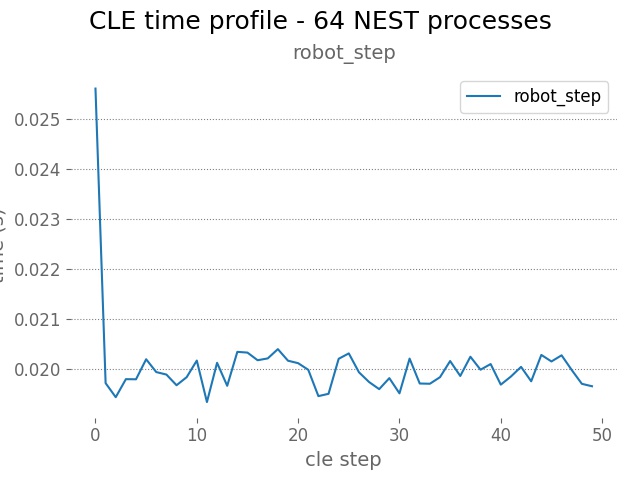 CLE time profile - 64 NEST processes
robot_step
robot_step
0.025
0.024
0.023
0.022
0.021
0.020
time (s)
0 10 20 30 40 50
cle step